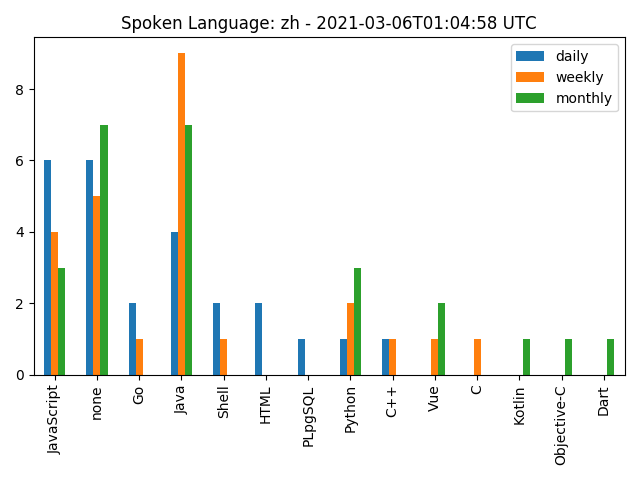 Spoken Language: zh - 2021-03-06T01:04:58 UTC
daily
weekly
monthly
8
6
4
2
0
JavaScript
none
Go
Java
Shell
HTML
PLpgSQL
Python
C++
Vue
C
Kotlin
Objective-C
Dart